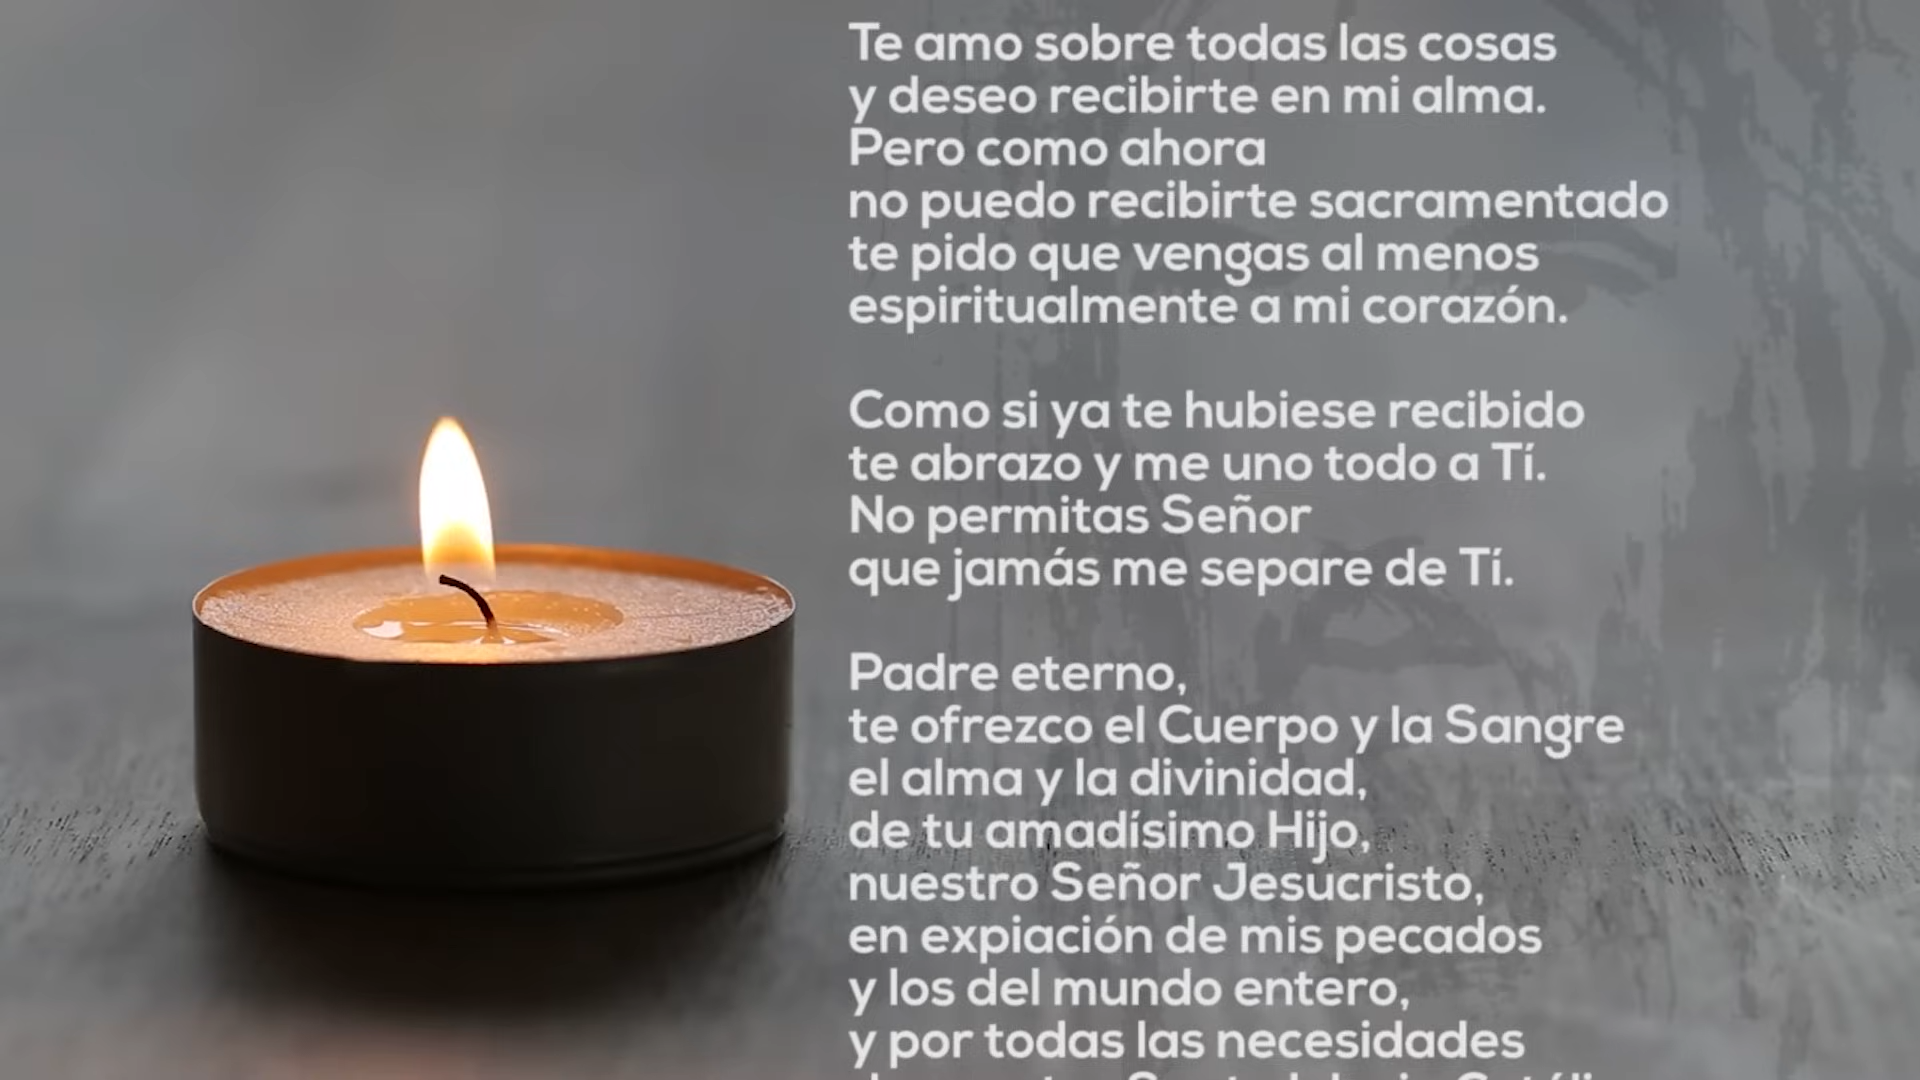 Te amo sobre todas las cosas
y deseo recibirte en mi alma.
Pero como ahora
no puedo recibirte sacramentado
te pido que vengas al menos
espiritualmente a mi corazón.
Como si ya te hubiese recibido
te abrazo y me uno todo a Tí.
No permitas Señor
que jamás me separe de Tí.
Padre eterno,
te ofrezco el Cuerpo y la Sangre
el alma y la divinidad,
de tu amadísimo Hijo,
nuestro Señor Jesucristo,
en expiación de mis pecados
y los del mundo entero,
y por todas las necesidades